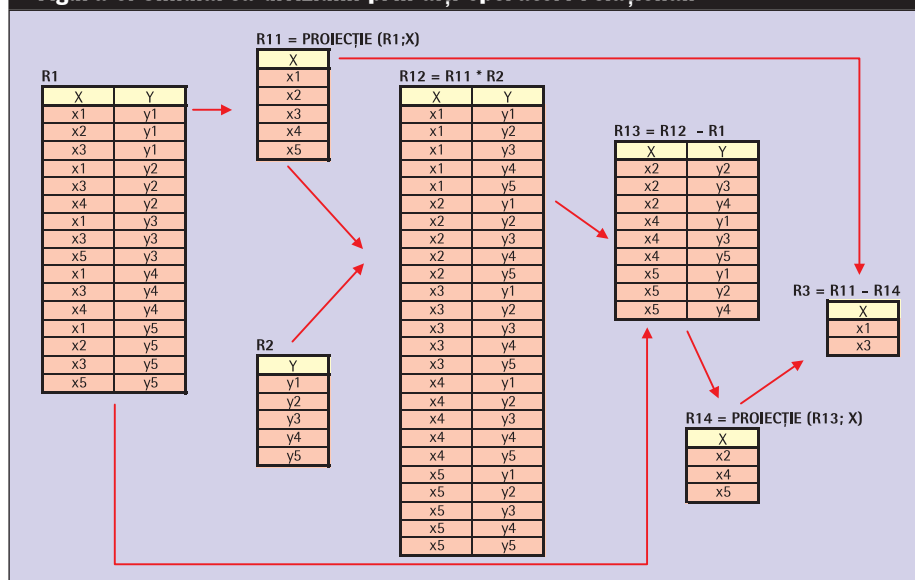 R11 = PROIECȚIE (R1;X)
X
x1
x2
x3
x4
x5
R1
X Y
x1 y1
x2 y1
x3 y1
x1 y2
x3 y2
x4 y2
x1 y3
x3 y3
x5 y3
x1 y4
x3 y4
x4 y4
x1 y5
x2 y5
x3 y5
x5 y5
R2
Y
y1
y2
y3
y4
y5
R12 = R11 * R2
X Y
x1 y1
x1 y2
x1 y3
x1 y4
x1 y5
x2 y1
x2 y2
x2 y3
x2 y4
x2 y5
x3 y1
x3 y2
x3 y3
x3 y4
x3 y5
x4 y1
x4 y2
x4 y3
x4 y4
x4 y5
x5 y1
x5 y2
x5 y3
x5 y4
x5 y5
R13 = R12 - R1
X Y
x2 y2
x2 y3
x2 y4
x4 y1
x4 y3
x4 y5
x5 y1
x5 y2
x5 y4
R14 = PROIECȚIE (R13; X)
X
x2
x4
x5
R3 = R11 - R14
X
x1
x3